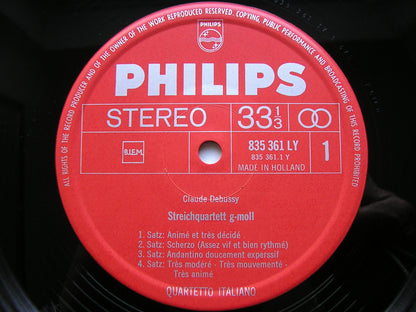 ALL RIGHTS OF THE RECORD PRODUCER AND OF THE OWNER OF THE WORK REPRODUCED RESERVED. COPYING, PUBLIC PERFORMANCE AND BROADCASTING OF THIS RECORD PROHIBITED
PHILIPS
PHILIPS
STEREO 33 1/3
B.I.E.M.
835 361 LY
835 361.1 Y
MADE IN HOLLAND
1
Claude Debussy
Streichquartett g-moll
1. Satz: Animé et très décidé
2. Satz: Scherzo (Assez vif et bien rythmé)
3. Satz: Andantino doucement experssif
4. Satz: Très modéré - Très mouvementé -
Très animé
QUARTETTO ITALIANO